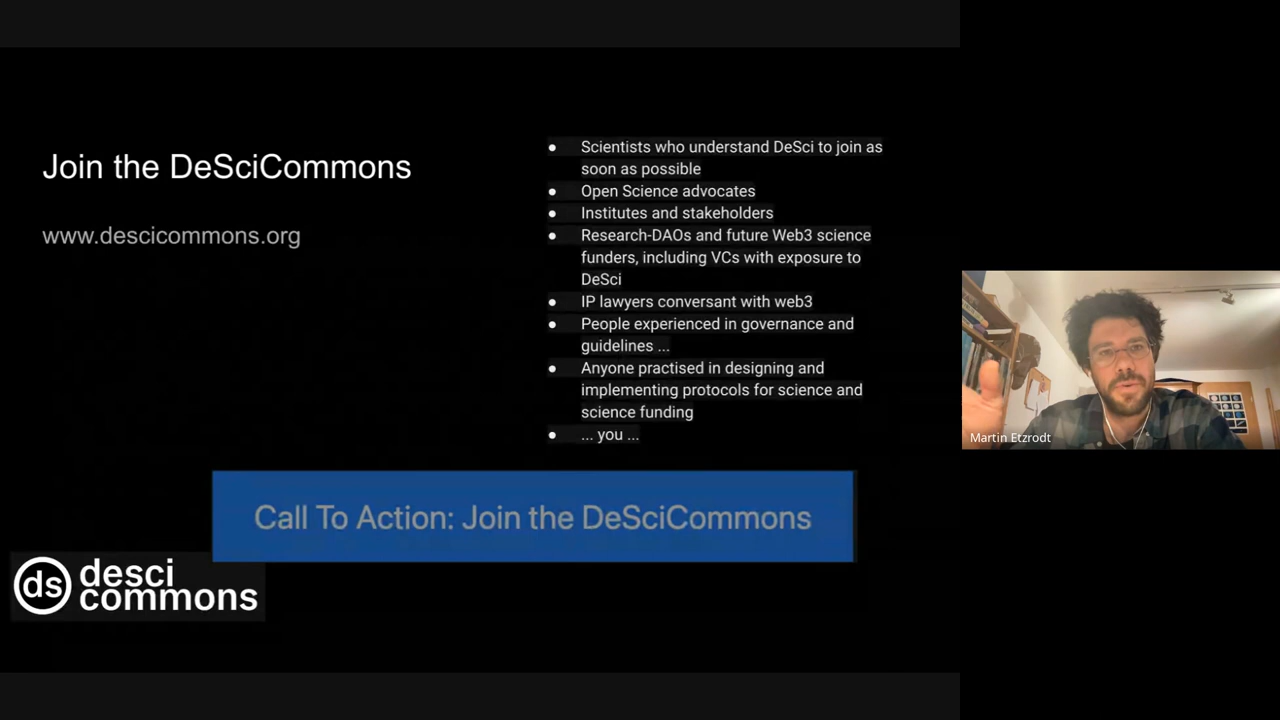 Join the DeSciCommons
www.descicommons.org
● Scientists who understand DeSci to join as
soon as possible
● Open Science advocates
● Institutes and stakeholders
● Research-DAOs and future Web3 science
funders, including VCs with exposure to
DeSci
● IP lawyers conversant with web3
● People experienced in governance and
guidelines ...
● Anyone practised in designing and
implementing protocols for science and
science funding
● ... you ...
Call To Action: Join the DeSciCommons
ds desci
commons
Martin Etzrodt